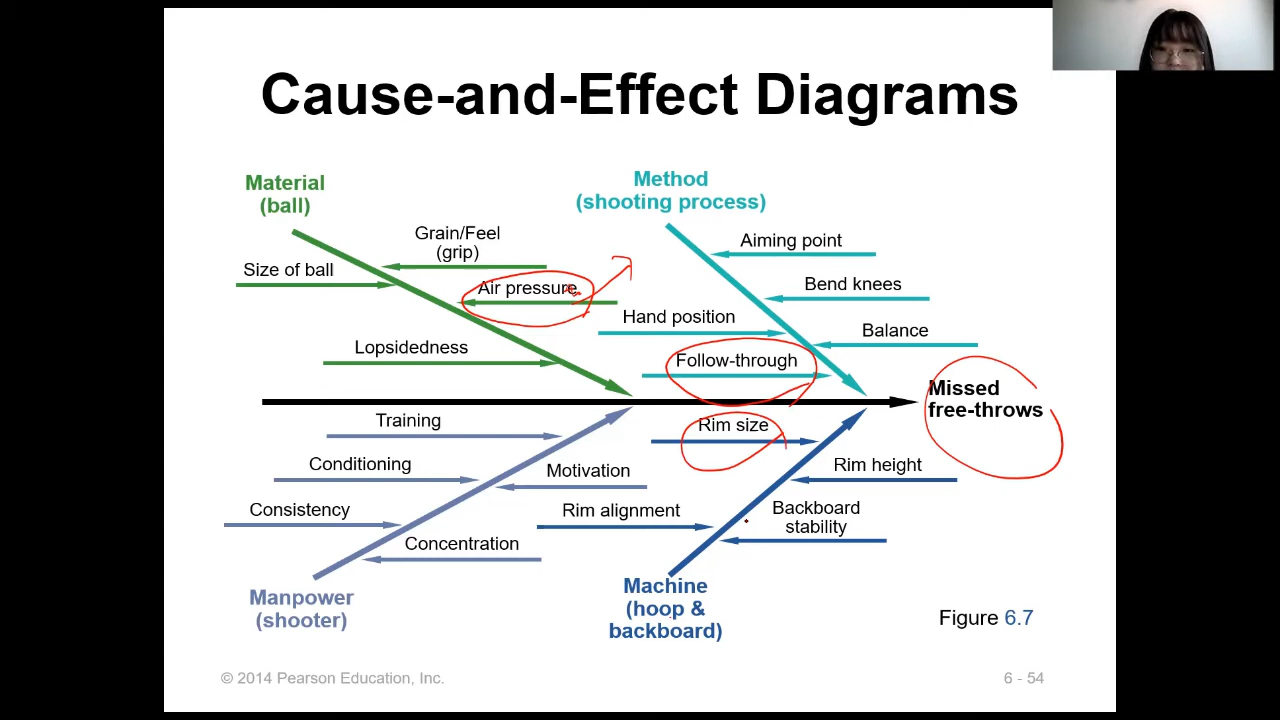 Cause-and-Effect Diagrams
Material
(ball)
Method
(shooting process)
Grain/Feel
(grip)
Size of ball
Air pressure
Lopsidedness
Aiming point
Bend knees
Hand position
Balance
Follow-through
Missed
free-throws
Training
Conditioning
Motivation
Consistency
Concentration
Manpower
(shooter)
Rim size
Rim height
Rim alignment
Backboard
stability
Machine
(hoop &
backboard)
Figure 6.7
© 2014 Pearson Education, Inc.
6 - 54